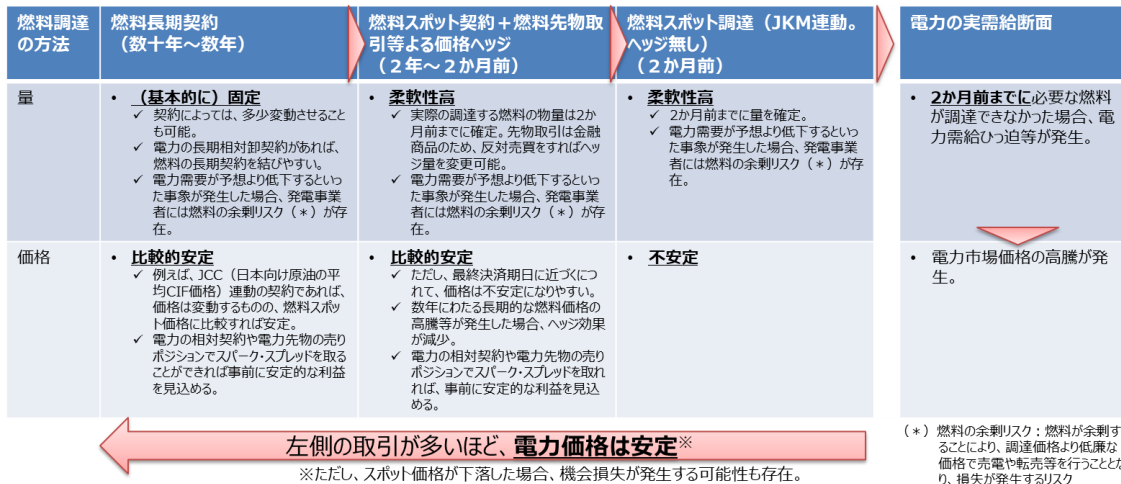 燃料調達
の方法
燃料長期契約
（数十年～数年）
燃料スポット契約＋燃料先物取
引等よる価格ヘッジ
（２年～２か月前）
燃料スポット調達（JKM連動。
ヘッジ無し）
（２か月前）
電力の実需給断面
量
• （基本的に）固定
✓ 契約によっては、多少変動させること
も可能。
✓ 電力の長期相対卸契約があれば、
燃料の長期契約を結びやすい。
✓ 電力需要が予想より低下するといっ
た事象が発生した場合、発電事業
者には燃料の余剰リスク（＊）が存
在。
• 柔軟性高
✓ 実際の調達する燃料の物量は2か
月前までに確定。先物取引は金融
商品のため、反対売買をすればヘッ
ジ量を変更可能。
✓ 電力需要が予想より低下するといっ
た事象が発生した場合、発電事業
者には燃料の余剰リスク（＊）が存
在。
• 柔軟性高
✓ 2か月前までに量を確定。
✓ 電力需要が予想より低下するといっ
た事象が発生した場合、発電事業
者には燃料の余剰リスク（＊）が存
在。
• 2か月前までに必要な燃料
が調達できなかった場合、電
力需給ひっ迫等が発生。
価格
• 比較的安定
✓ 例えば、JCC（日本向け原油の平
均CIF価格）連動の契約であれば、
価格は変動するものの、燃料スポッ
ト価格に比較すれば安定。
✓ 電力の相対契約や電力先物の売り
ポジションでスパーク・スプレッドを取る
ことができれば事前に安定的な利益
を見込める。
• 比較的安定
✓ ただし、最終決済期日に近づくにつ
れて、価格は不安定になりやすい。
✓ 数年にわたる長期的な燃料価格の
高騰等が発生した場合、ヘッジ効果
が減少。
✓ 電力の相対契約や電力先物の売り
ポジションでスパーク・スプレッドを取れ
れば、事前に安定的な利益を見込
める。
• 不安定
• 電力市場価格の高騰が発
生。
左側の取引が多いほど、電力価格は安定※
※ただし、スポット価格が下落した場合、機会損失が発生する可能性も存在。
（＊）燃料の余剰リスク：燃料が余剰す
ることにより、調達価格より低廉な
価格で売電や転売等を行うこととな
り、損失が発生するリスク